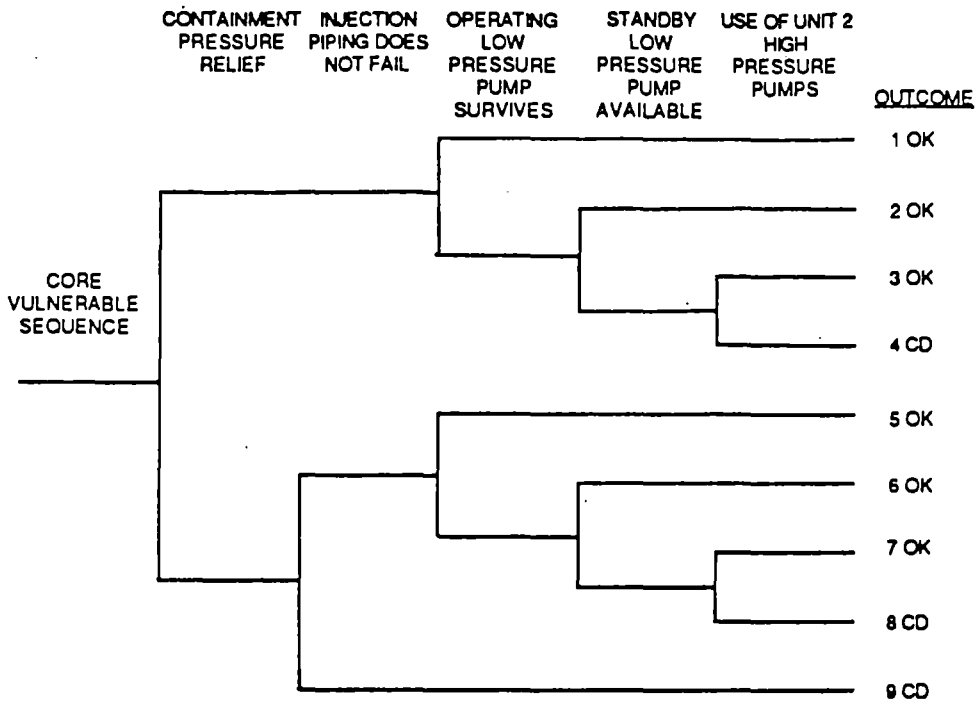 CONTAINMENT
PRESSURE
RELIEF
INJECTION
PIPING DOES
NOT FAIL
OPERATING
LOW
PRESSURE
PUMP
SURVIVES
STANDBY
LOW
PRESSURE
PUMP
AVAILABLE
USE OF UNIT 2
HIGH
PRESSURE
PUMPS
OUTCOME
1 OK
2 OK
3 OK
4 CD
CORE
VULNERABLE
SEQUENCE
5 OK
6 OK
7 OK
8 CD
9 CD